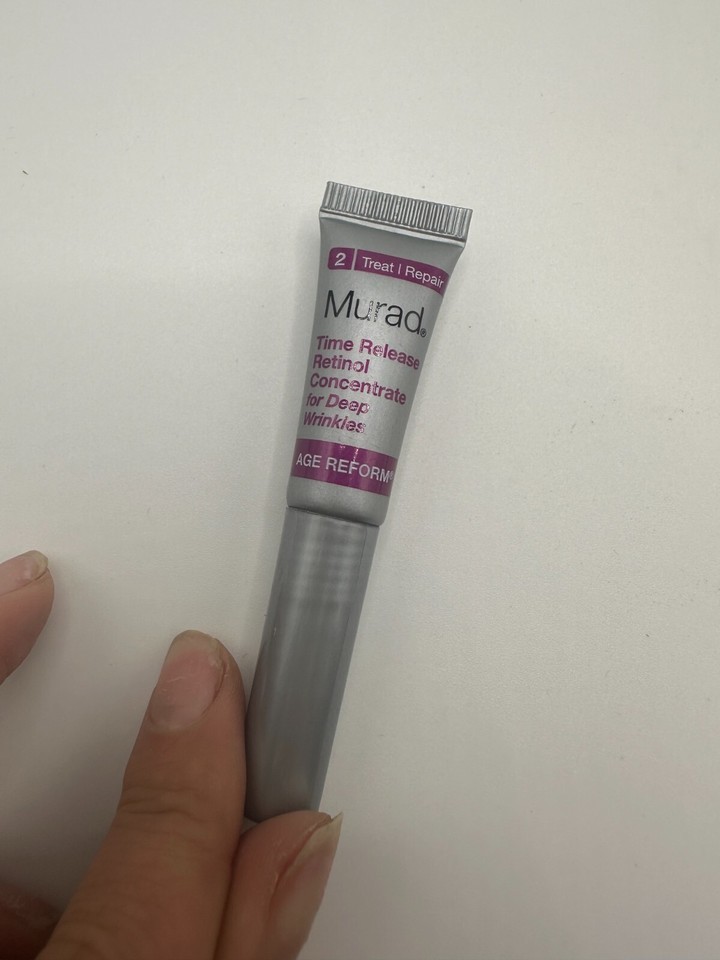 2 Treat | Repair
Murad®
Time Release
Retinol
Concentrate
for Deep
Wrinkles
AGE REFORM®